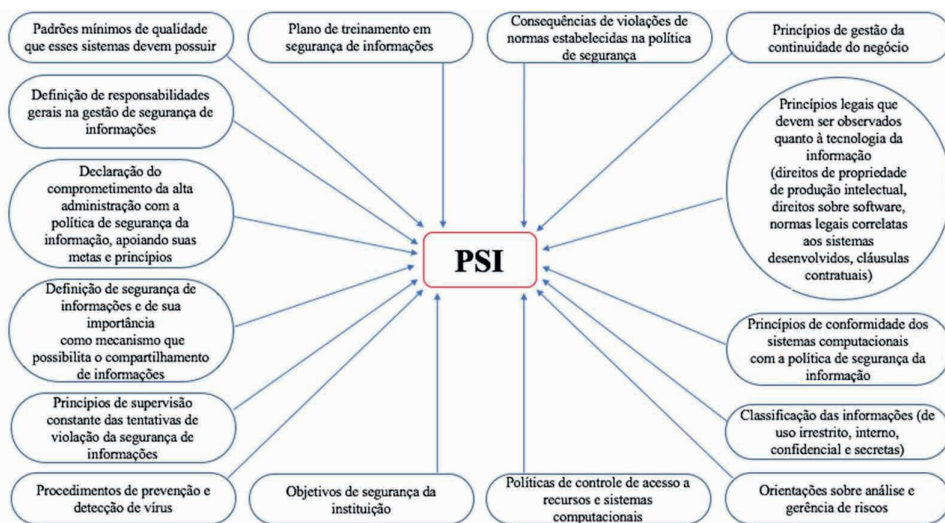 Padrões mínimos de qualidade
que esses sistemas devem possuir
Plano de treinamento em
segurança de informações
Consequências de violações de
normas estabelecidas na política
de segurança
Princípios de gestão da
continuidade do negócio
Definição de responsabilidades
gerais na gestão de segurança de
informações
Princípios legais que
devem ser observados
quanto à tecnologia da
informação
(direitos de propriedade
de produção intelectual,
direitos sobre software,
normas legais correlatas
aos sistemas
desenvolvidos, cláusulas
contratuais)
Declaração do
comprometimento da alta
administração com a
política de segurança da
informação, apoiando suas
metas e princípios
PSI
Definição de segurança de
informações e de sua
importância
como mecanismo que
possibilita o compartilhamento
de informações
Princípios de conformidade dos
sistemas computacionais
com a política de segurança da
informação
Princípios de supervisão
constante das tentativas de
violação da segurança de
informações
Classificação das informações (de
uso irrestrito, interno,
confidencial e secretas)
Procedimentos de prevenção e
detecção de vírus
Objetivos de segurança da
instituição
Políticas de controle de acesso a
recursos e sistemas
computacionais
Orientações sobre análise e
gerência de riscos